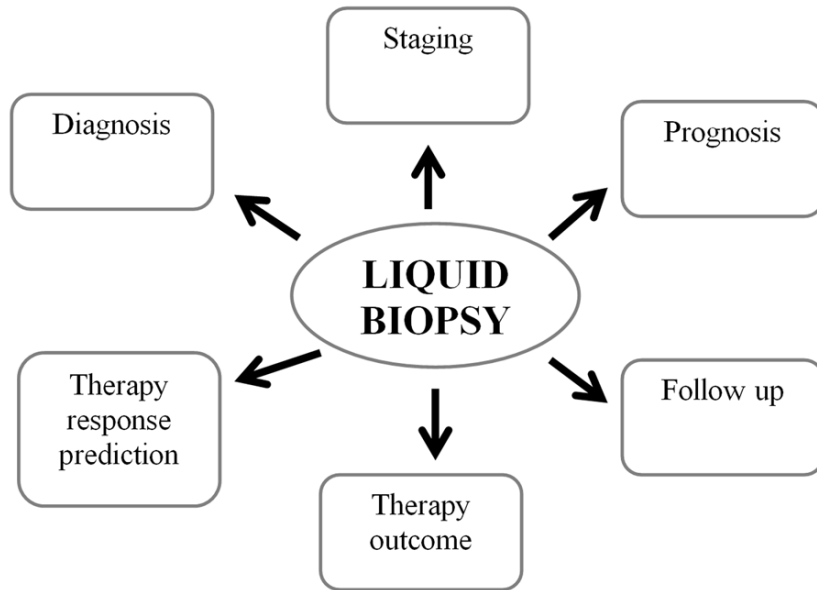 Staging
Diagnosis
Prognosis
LIQUID
BIOPSY
Therapy
response
prediction
Follow up
Therapy
outcome